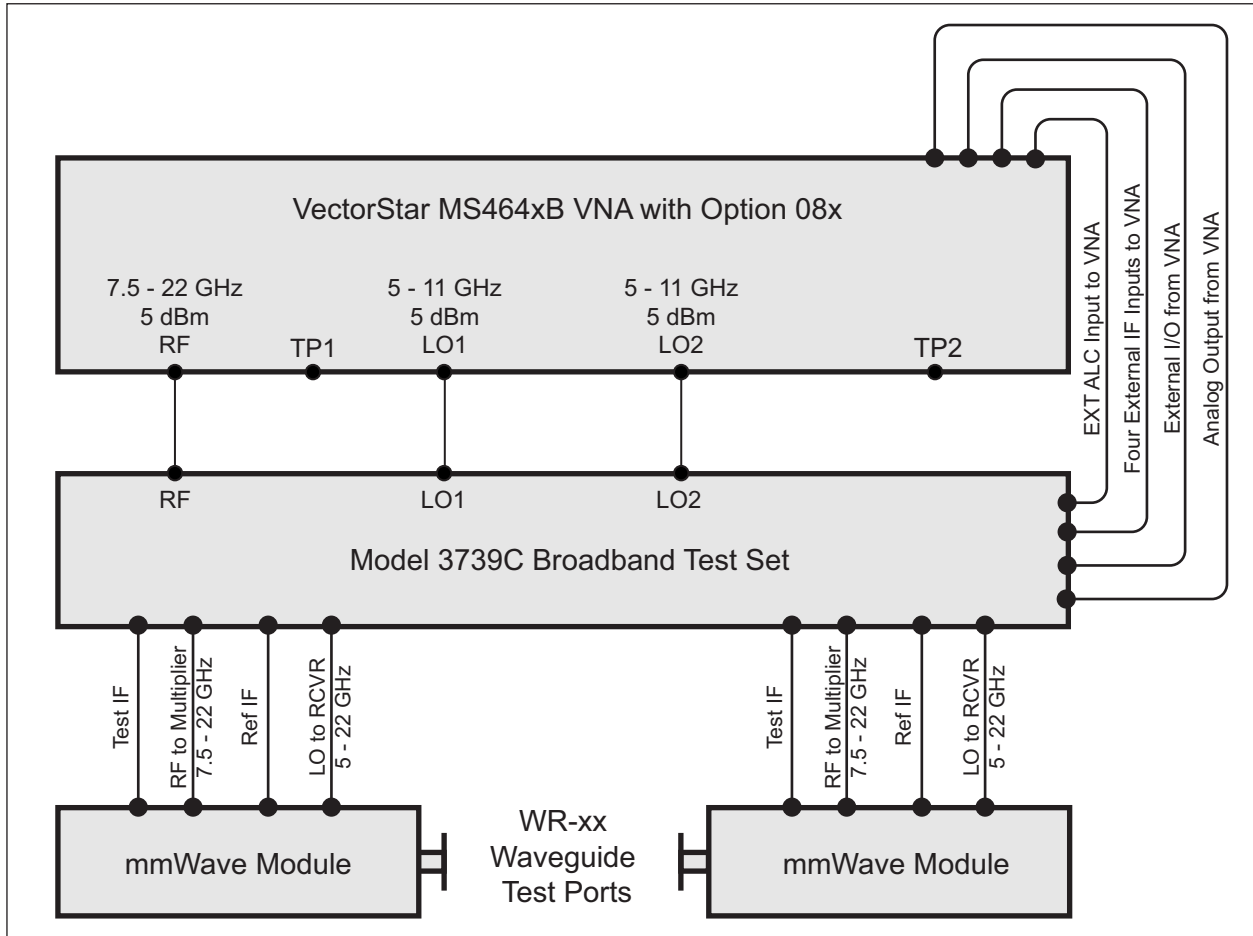 VectorStar MS464xB VNA with Option 08x
7.5 - 22 GHz
5 dBm
RF
TP1
5 - 11 GHz
5 dBm
LO1
5 - 11 GHz
5 dBm
LO2
TP2
EXT ALC Input to VNA
Four External IF Inputs to VNA
External I/O from VNA
Analog Output from VNA
RF
LO1
LO2
Model 3739C Broadband Test Set
Test IF
RF to Multiplier
7.5 - 22 GHz
Ref IF
LO to RCVR
5 - 22 GHz
Test IF
RF to Multiplier
7.5 - 22 GHz
Ref IF
LO to RCVR
5 - 22 GHz
mmWave Module
WR-xx
Waveguide
Test Ports
mmWave Module